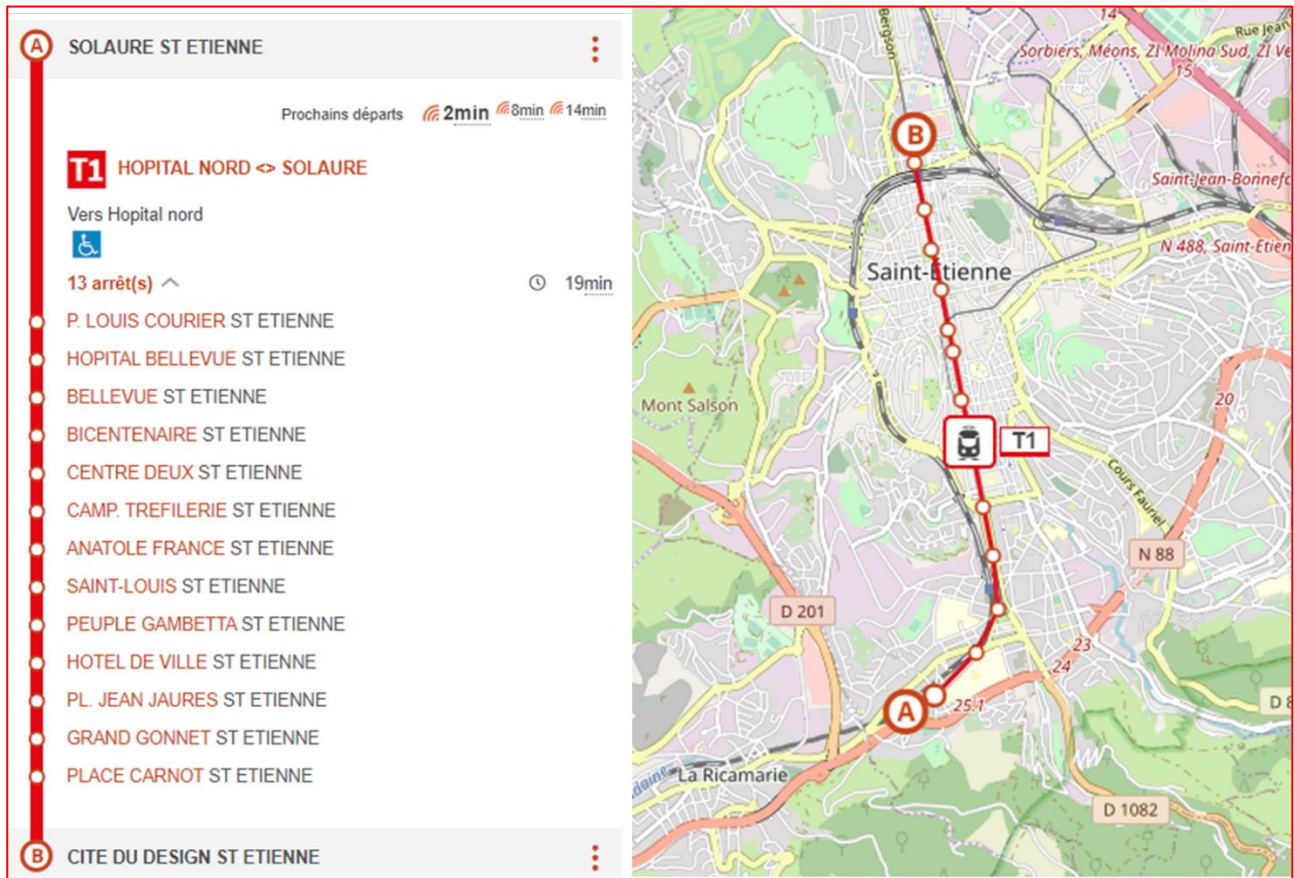 A SOLAURE ST ETIENNE
Prochains départs 2min 8min 14min
T1 HOPITAL NORD <> SOLAURE
Vers Hopital nord
13 arrêt(s) 19min
P. LOUIS COURIER ST ETIENNE
HOPITAL BELLEVUE ST ETIENNE
BELLEVUE ST ETIENNE
BICENTENAIRE ST ETIENNE
CENTRE DEUX ST ETIENNE
CAMP. TREFILERIE ST ETIENNE
ANATOLE FRANCE ST ETIENNE
SAINT-LOUIS ST ETIENNE
PEUPLE GAMBETTA ST ETIENNE
HOTEL DE VILLE ST ETIENNE
PL. JEAN JAURES ST ETIENNE
GRAND GONNET ST ETIENNE
PLACE CARNOT ST ETIENNE
B CITE DU DESIGN ST ETIENNE
14
Rue Jean
Bergson
Sorbiers, Méons, ZI Molina Sud, ZI Ve
15
B
Saint-Jean-Bonnefo
N 488, Saint-Etien
Saint-Étienne
Mont Salson
20
T1
Cours Fauriel
N 88
D 201
23
24
A
25.1
D 8
La Ricamarie
D 1082